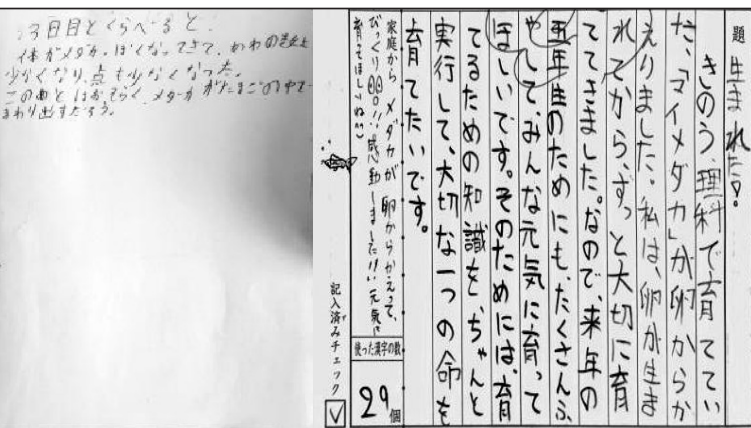 3日目とくらべると、
体がメダカっぽくなってきて、
少なくなり、点も少なくなった。
このあとはおそらく、メダカがたまごの中で
まわり出すだろう。
題 生まれた!
きのう、理科で育ててい
た、「マイメダカ」が卵からか
えりました。私は、卵が生ま
れてから、ずっと大切に育
ててきました。なので、来年の
五年生のためにも、たくさんふ
やして、みんな元気に育って
ほしいです。そのためには、育
てるための知識を、ちゃんと
実行して、大切な一つの命を
育てたいです。
家庭から メダカが 卵からかえって、
びっくり!!感動しました!!元気に
育ってほしいね
記入済みチェック
使った漢字の数
29個